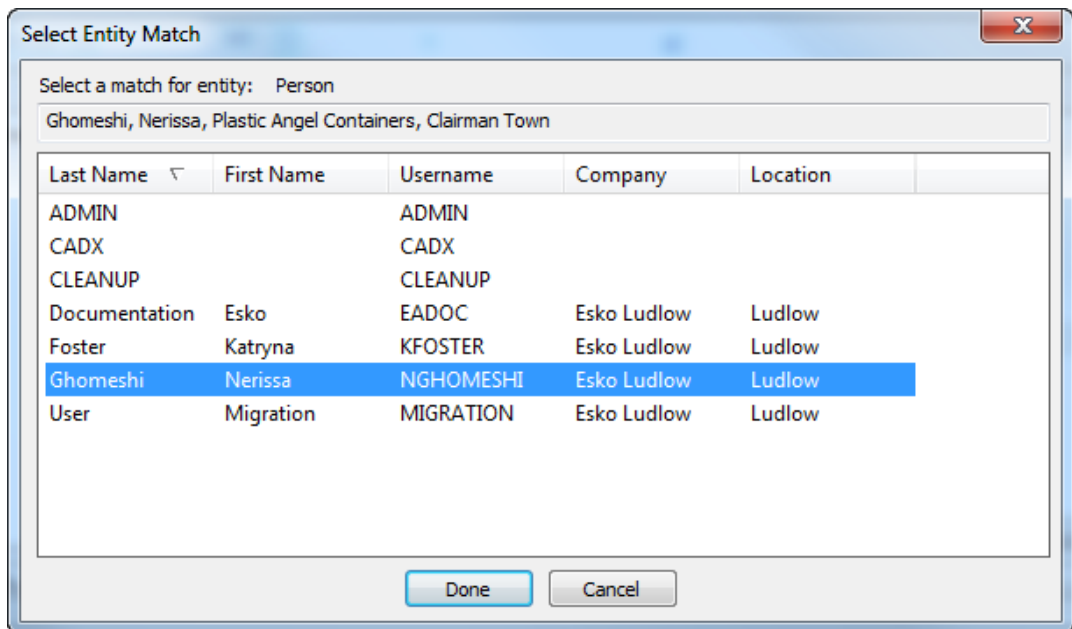 Select Entity Match
Select a match for entity: Person
Ghomeshi, Nerissa, Plastic Angel Containers, Clairman Town
Last Name First Name Username Company Location
ADMIN ADMIN
CADX CADX
CLEANUP CLEANUP
Documentation Esko EADOC Esko Ludlow Ludlow
Foster Katryna KFOSTER Esko Ludlow Ludlow
Ghomeshi Nerissa NGHOMESHI Esko Ludlow Ludlow
User Migration MIGRATION Esko Ludlow Ludlow
Done Cancel